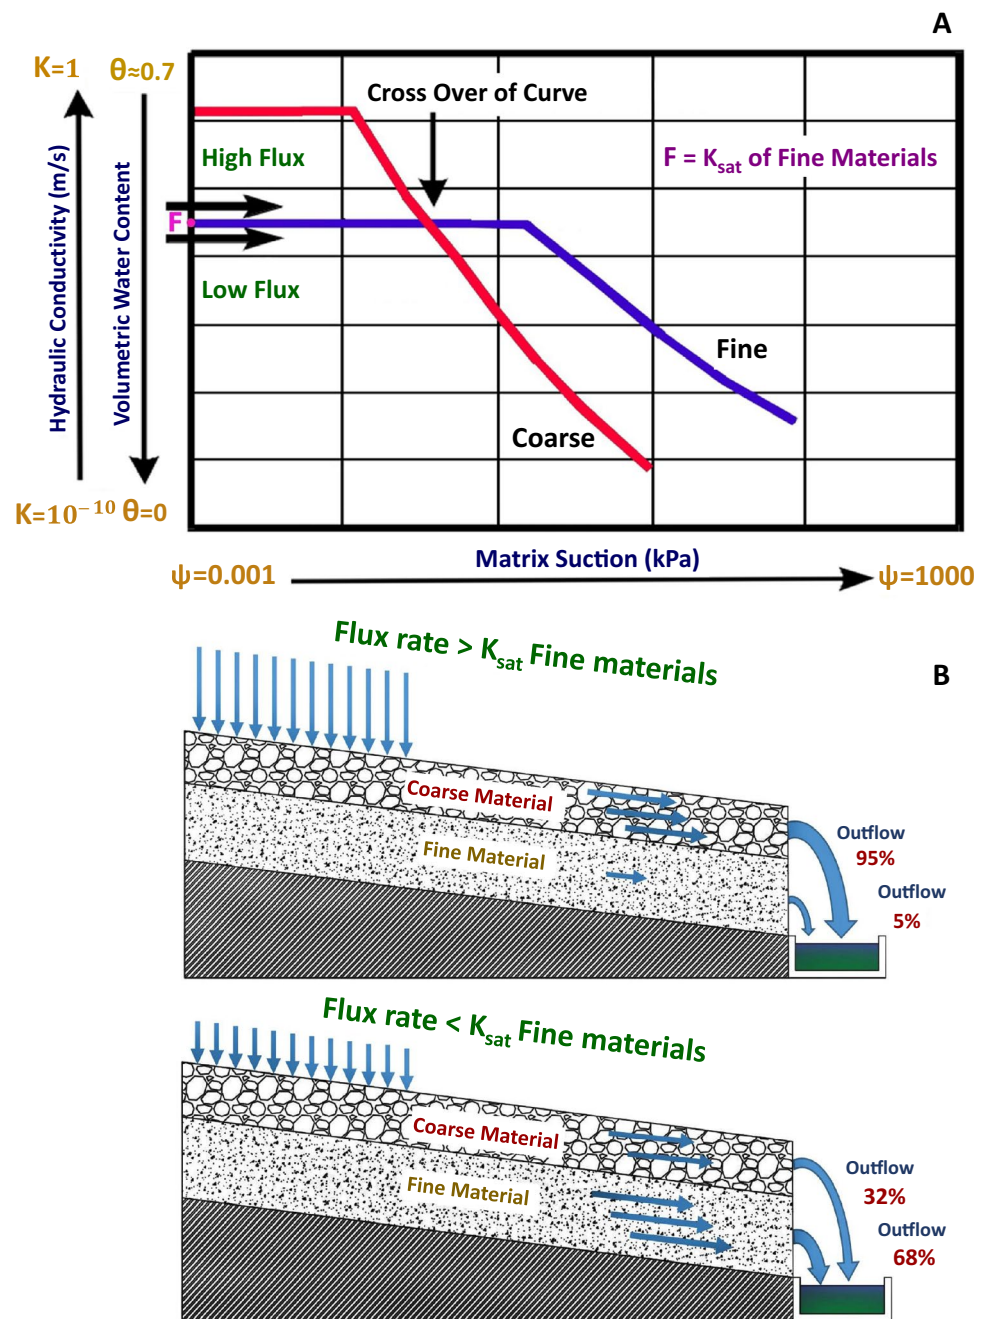 A
K=1
θ≈0.7
Cross Over of Curve
High Flux
F = Ksat of Fine Materials
F
Low Flux
Hydraulic Conductivity (m/s)
Volumetric Water Content
Fine
Coarse
K=10⁻¹⁰
θ=0
Matrix Suction (kPa)
ψ=0.001
ψ=1000
Flux rate > Ksat Fine materials
B
Coarse Material
Fine Material
Outflow
95%
Outflow
5%
Flux rate < Ksat Fine materials
Coarse Material
Fine Material
Outflow
32%
Outflow
68%